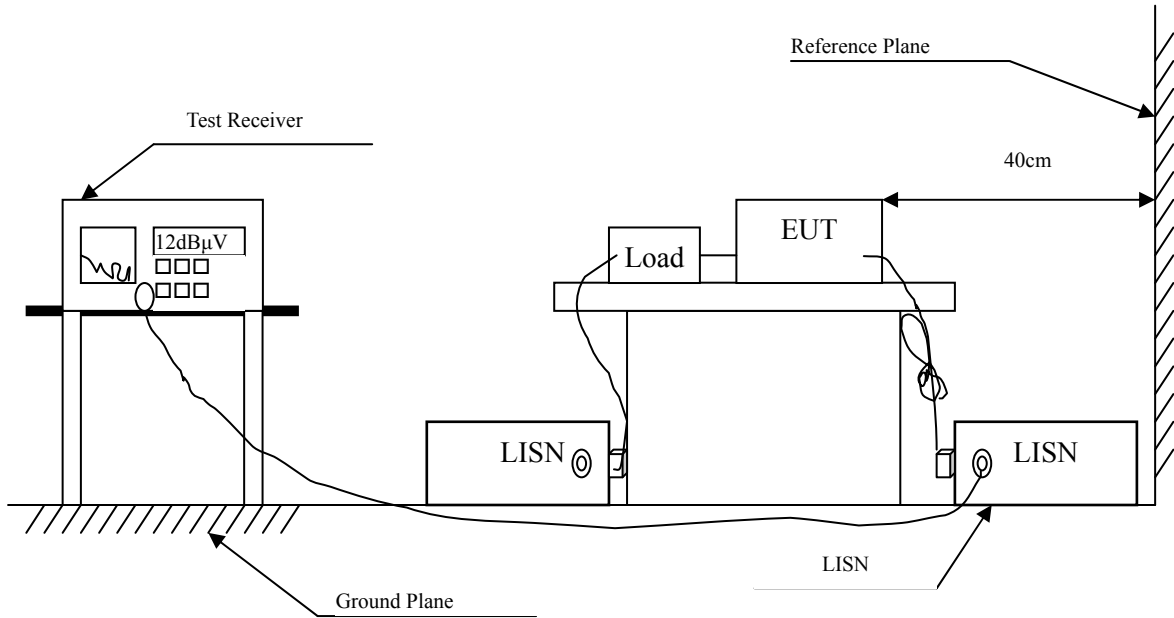 Reference Plane
Test Receiver
40cm
EUT
12dBμV
Load
LISN
LISN
LISN
Ground Plane